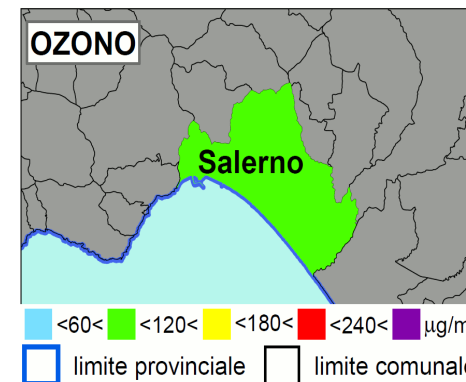 OZONO
Salerno
<60< <120< <180< <240< µg/m
limite provinciale limite comunale